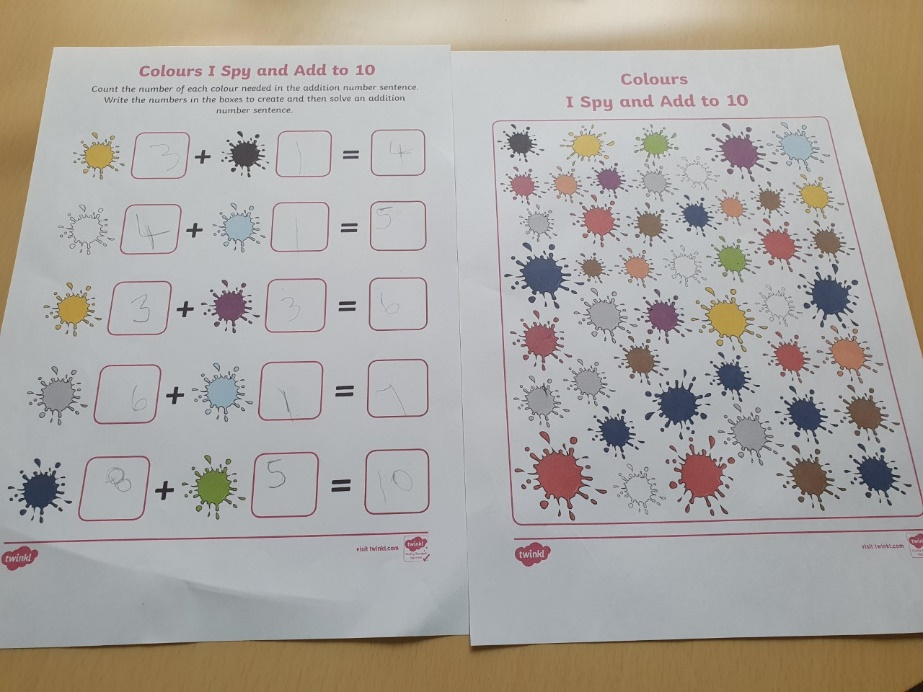 Colours I Spy and Add to 10
Count the number of each colour needed in the addition number sentence.
Write the numbers in the boxes to create and then solve an addition
number sentence.
3 + 1 = 4
4 + 1 = 5
3 + 3 = 6
6 + 1 = 7
8 + 5 = 10
twinkl
visit twinkl.com
twinkl
Colours
I Spy and Add to 10
twinkl
visit twinkl.com